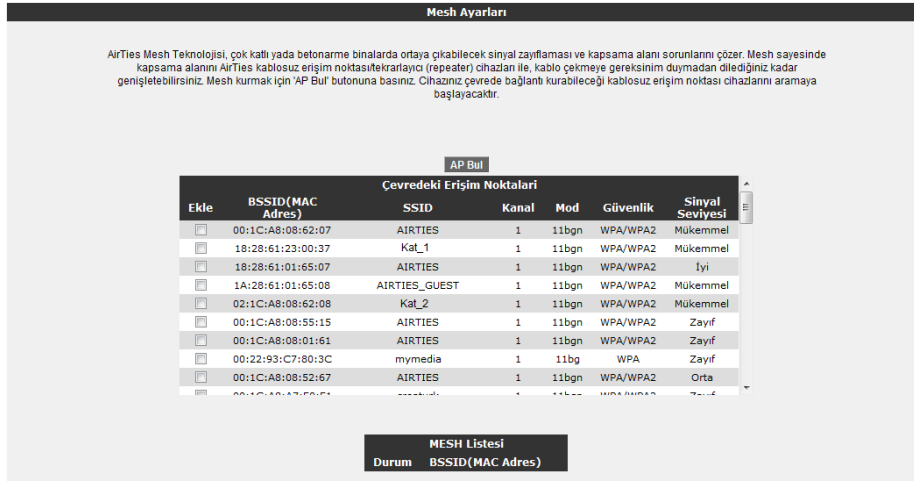 Mesh Ayarları
AirTies Mesh Teknolojisi, çok katlı yada betonarme binalarda ortaya çıkabilecek sinyal zayıflaması ve kapsama alanı sorunlarını çözer. Mesh sayesinde
kapsama alanını AirTies kablosuz erişim noktası/tekrarlayıcı (repeater) cihazları ile, kablo çekmeye gereksinim duymadan dilediğiniz kadar
genişletebilirsiniz. Mesh kurmak için 'AP Bul' butonuna basınız. Cihazınız çevrede bağlantı kurabileceği kablosuz erişim noktası cihazlarını aramaya
başlayacaktır.
AP Bul
Çevredeki Erişim Noktalari
Ekle BSSID(MAC Adres) SSID Kanal Mod Güvenlik Sinyal Seviyesi
00:1C:A8:08:62:07 AIRTIES 1 11bgn WPA/WPA2 Mükemmel
18:28:61:23:00:37 Kat_1 1 11bgn WPA/WPA2 Mükemmel
18:28:61:01:65:07 AIRTIES 1 11bgn WPA/WPA2 İyi
1A:28:61:01:65:08 AIRTIES_GUEST 1 11bgn WPA/WPA2 Mükemmel
02:1C:A8:08:62:08 Kat_2 1 11bgn WPA/WPA2 Mükemmel
00:1C:A8:08:55:15 AIRTIES 1 11bgn WPA/WPA2 Zayıf
00:1C:A8:08:01:61 AIRTIES 1 11bgn WPA/WPA2 Zayıf
00:22:93:C7:80:3C mymedia 1 11bg WPA Zayıf
00:1C:A8:08:52:67 AIRTIES 1 11bgn WPA/WPA2 Orta
1 11bgn WPA/WPA2 Zayıf
MESH Listesi
Durum BSSID(MAC Adres)